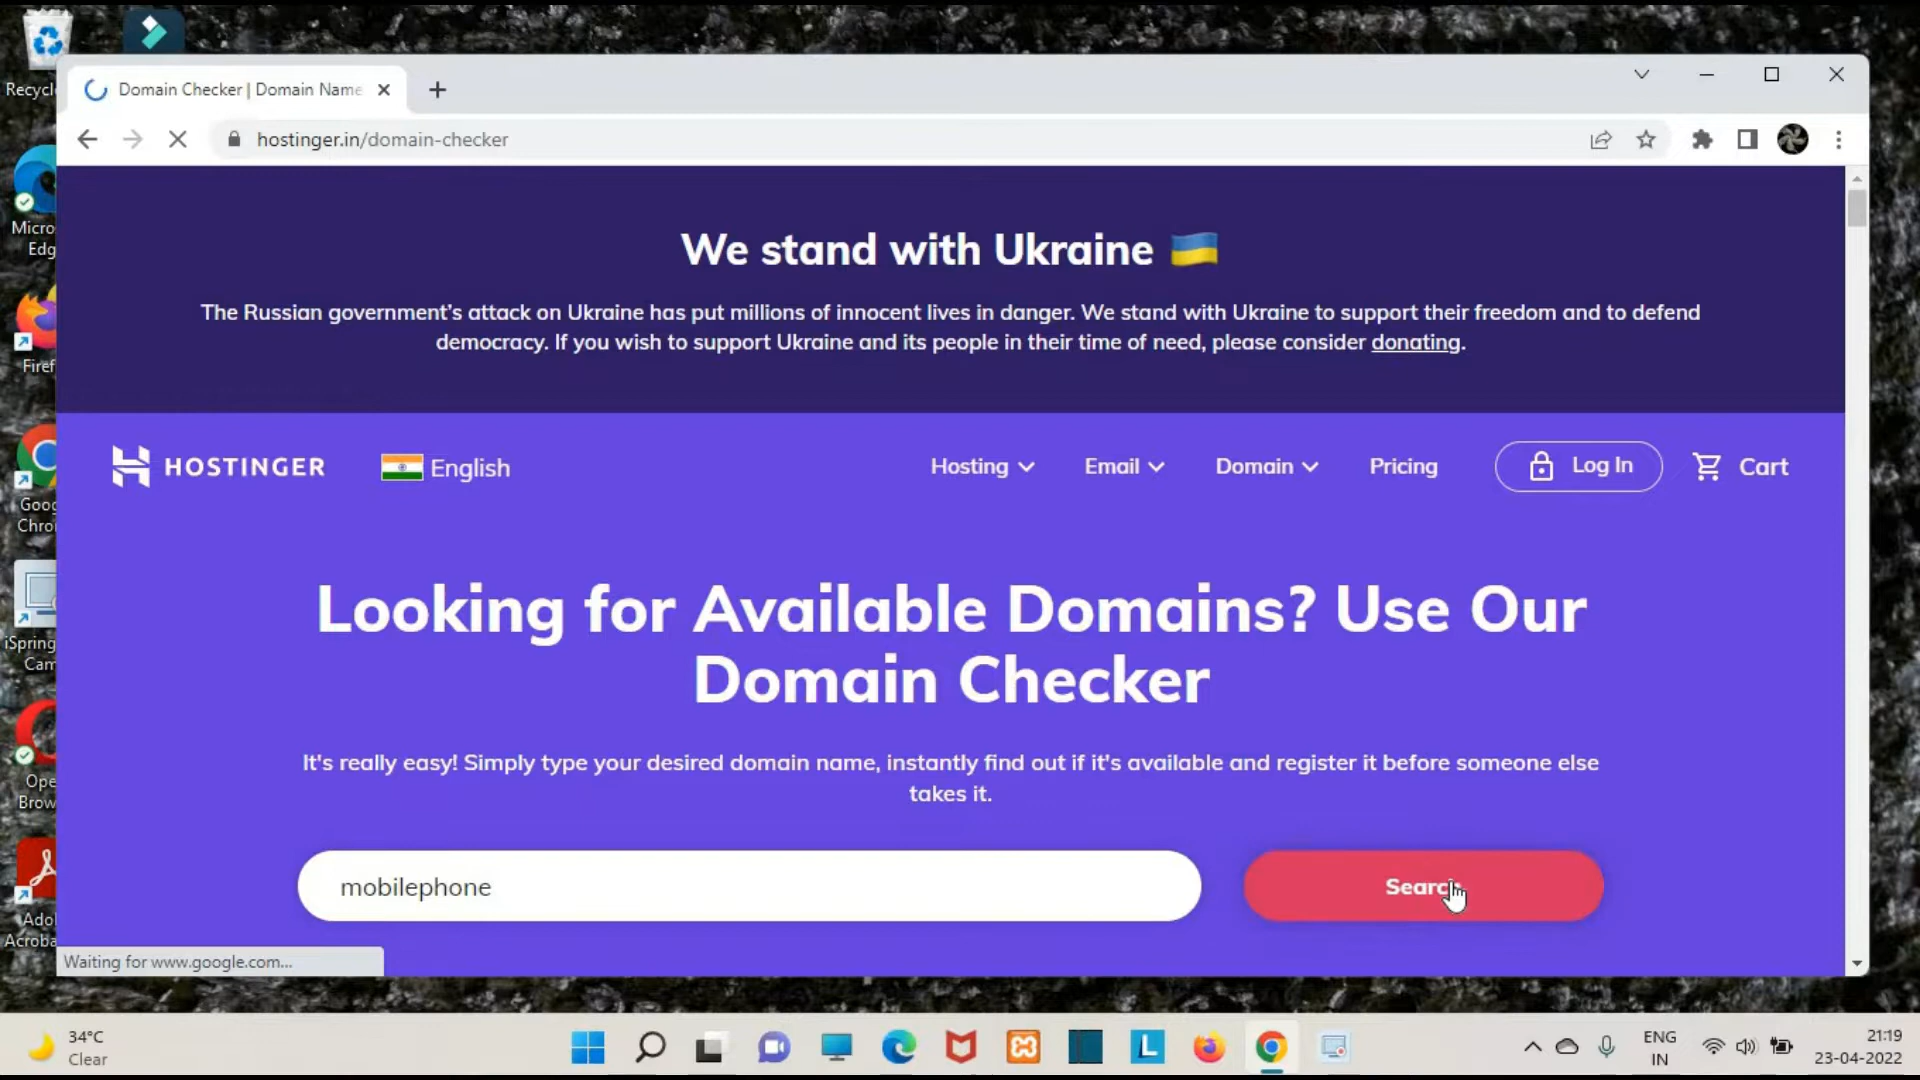 Recycl
Domain Checker | Domain Name
hostinger.in/domain-checker
Micro
Edg
We stand with Ukraine
The Russian government's attack on Ukraine has put millions of innocent lives in danger. We stand with Ukraine to support their freedom and to defend
democracy. If you wish to support Ukraine and its people in their time of need, please consider donating.
Firef
HOSTINGER
English
Hosting
Email
Domain
Pricing
Log In
Cart
Goog
Chro
Looking for Available Domains? Use Our
Domain Checker
iSpring
Cam
It's really easy! Simply type your desired domain name, instantly find out if it's available and register it before someone else
takes it.
Ope
Brow
mobilephone
Search
Ado
Acroba
Waiting for www.google.com...
34°C
Clear
ENG
IN
21:19
23-04-2022